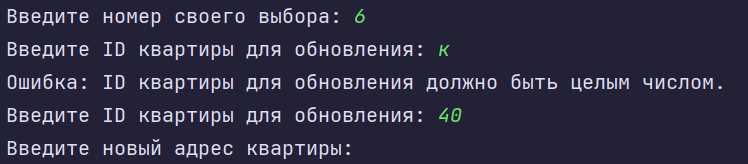 Введите номер своего выбора: 6
Введите ID квартиры для обновления: к
Ошибка: ID квартиры для обновления должно быть целым числом.
Введите ID квартиры для обновления: 40
Введите новый адрес квартиры: